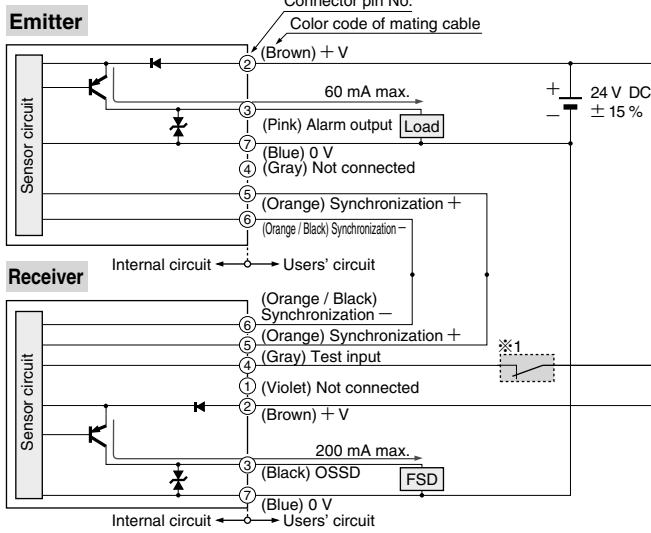 Connector pin No.
Emitter
Color code of mating cable
② (Brown) + V
60 mA max.
③
(Pink) Alarm output
Load
+
−
24 V DC
± 15 %
Sensor circuit
⑦
(Blue) 0 V
④ (Gray) Not connected
⑤
(Orange) Synchronization +
⑥
(Orange / Black) Synchronization −
Internal circuit
Users' circuit
Receiver
(Orange / Black)
Synchronization −
⑥
(Orange) Synchronization +
⑤
(Gray) Test input
④
※1
① (Violet) Not connected
②
(Brown) + V
Sensor circuit
200 mA max.
③
(Black) OSSD
FSD
⑦
(Blue) 0 V
Internal circuit
Users' circuit